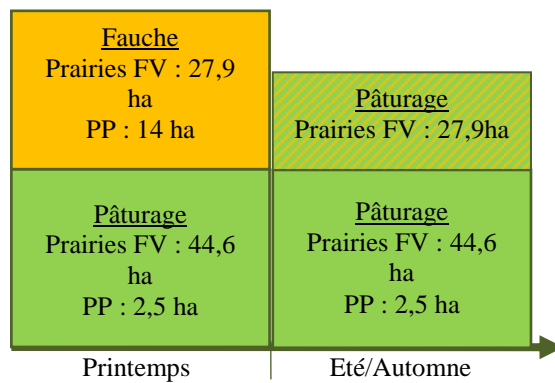 Fauche
Prairies FV : 27,9
ha
PP : 14 ha
Pâturage
Prairies FV : 27,9ha
Pâturage
Prairies FV : 44,6
ha
PP : 2,5 ha
Pâturage
Prairies FV : 44,6
ha
PP : 2,5 ha
Printemps
Eté/Automne